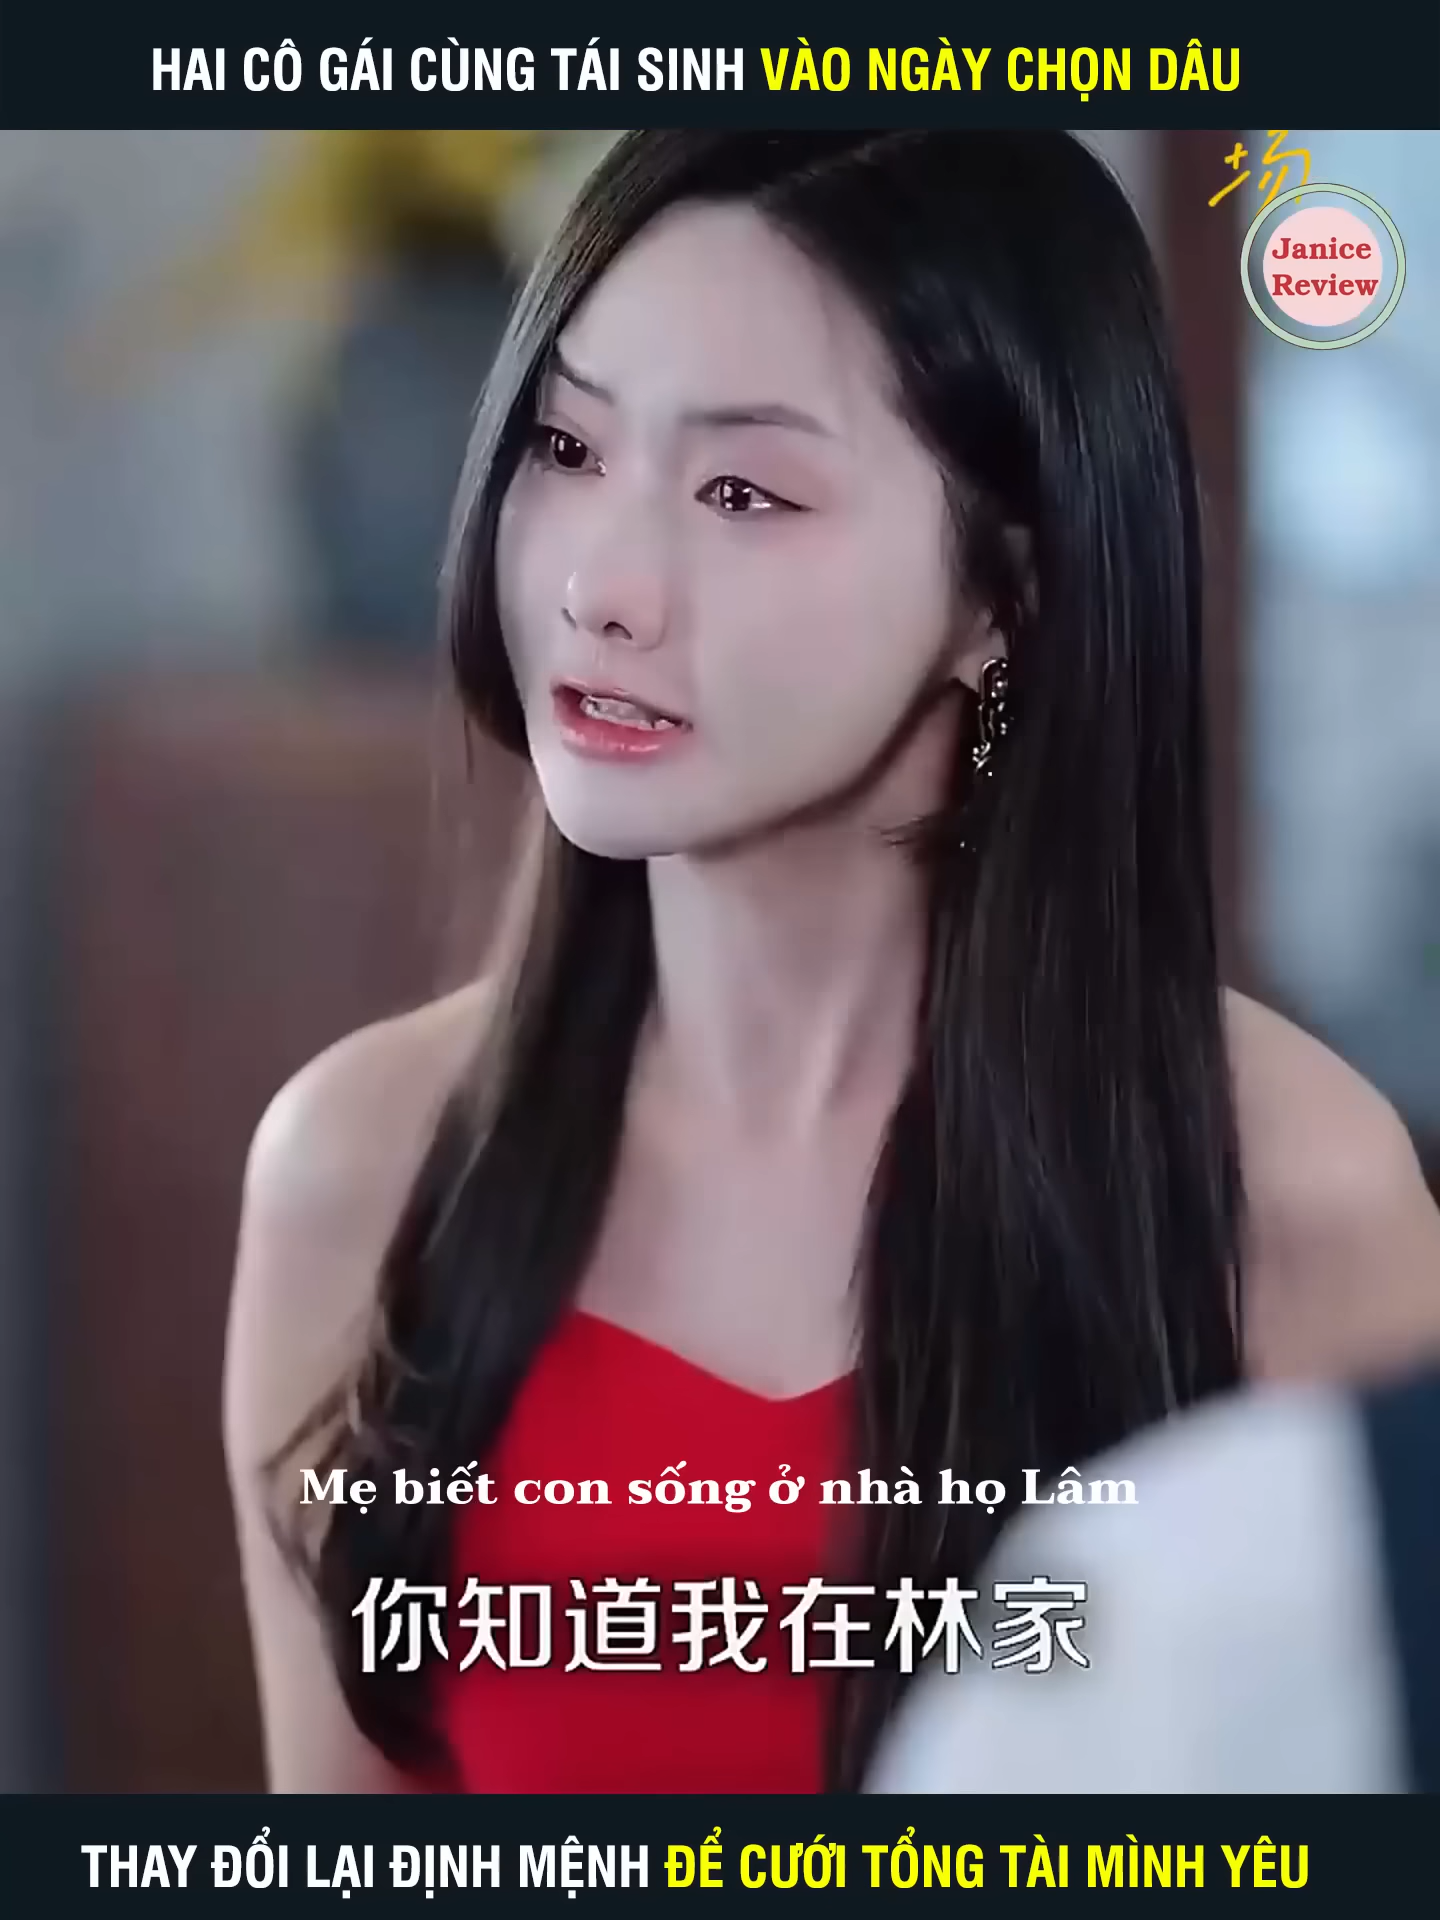 HAI CÔ GÁI CÙNG TÁI SINH VÀO NGÀY CHỌN DÂU
场
Janice
Review
Mẹ biết con sống ở nhà họ Lâm
你知道我在林家
THAY ĐỔI LẠI ĐỊNH MỆNH ĐỂ CƯỚI TỔNG TÀI MÌNH YÊU